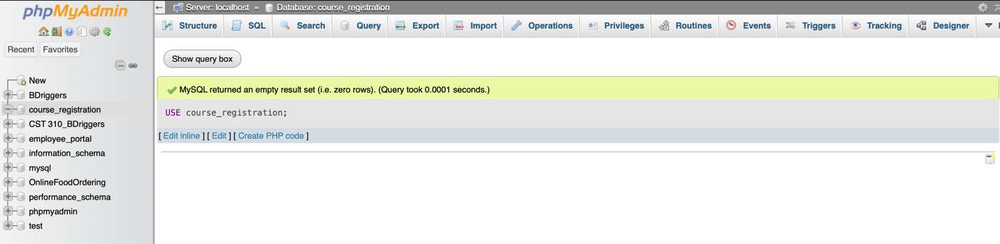 phpMyAdmin
Recent Favorites
New
BDriggers
course_registration
CST 310_BDriggers
employee_portal
information_schema
mysql
OnlineFoodOrdering
performance_schema
phpmyadmin
test
Server: localhost » Database: course_registration
Structure SQL Search Query Export Import Operations Privileges Routines Events Triggers Tracking Designer
Show query box
MySQL returned an empty result set (i.e. zero rows). (Query took 0.0001 seconds.)
USE course_registration;
[ Edit inline ] [ Edit ] [ Create PHP code ]